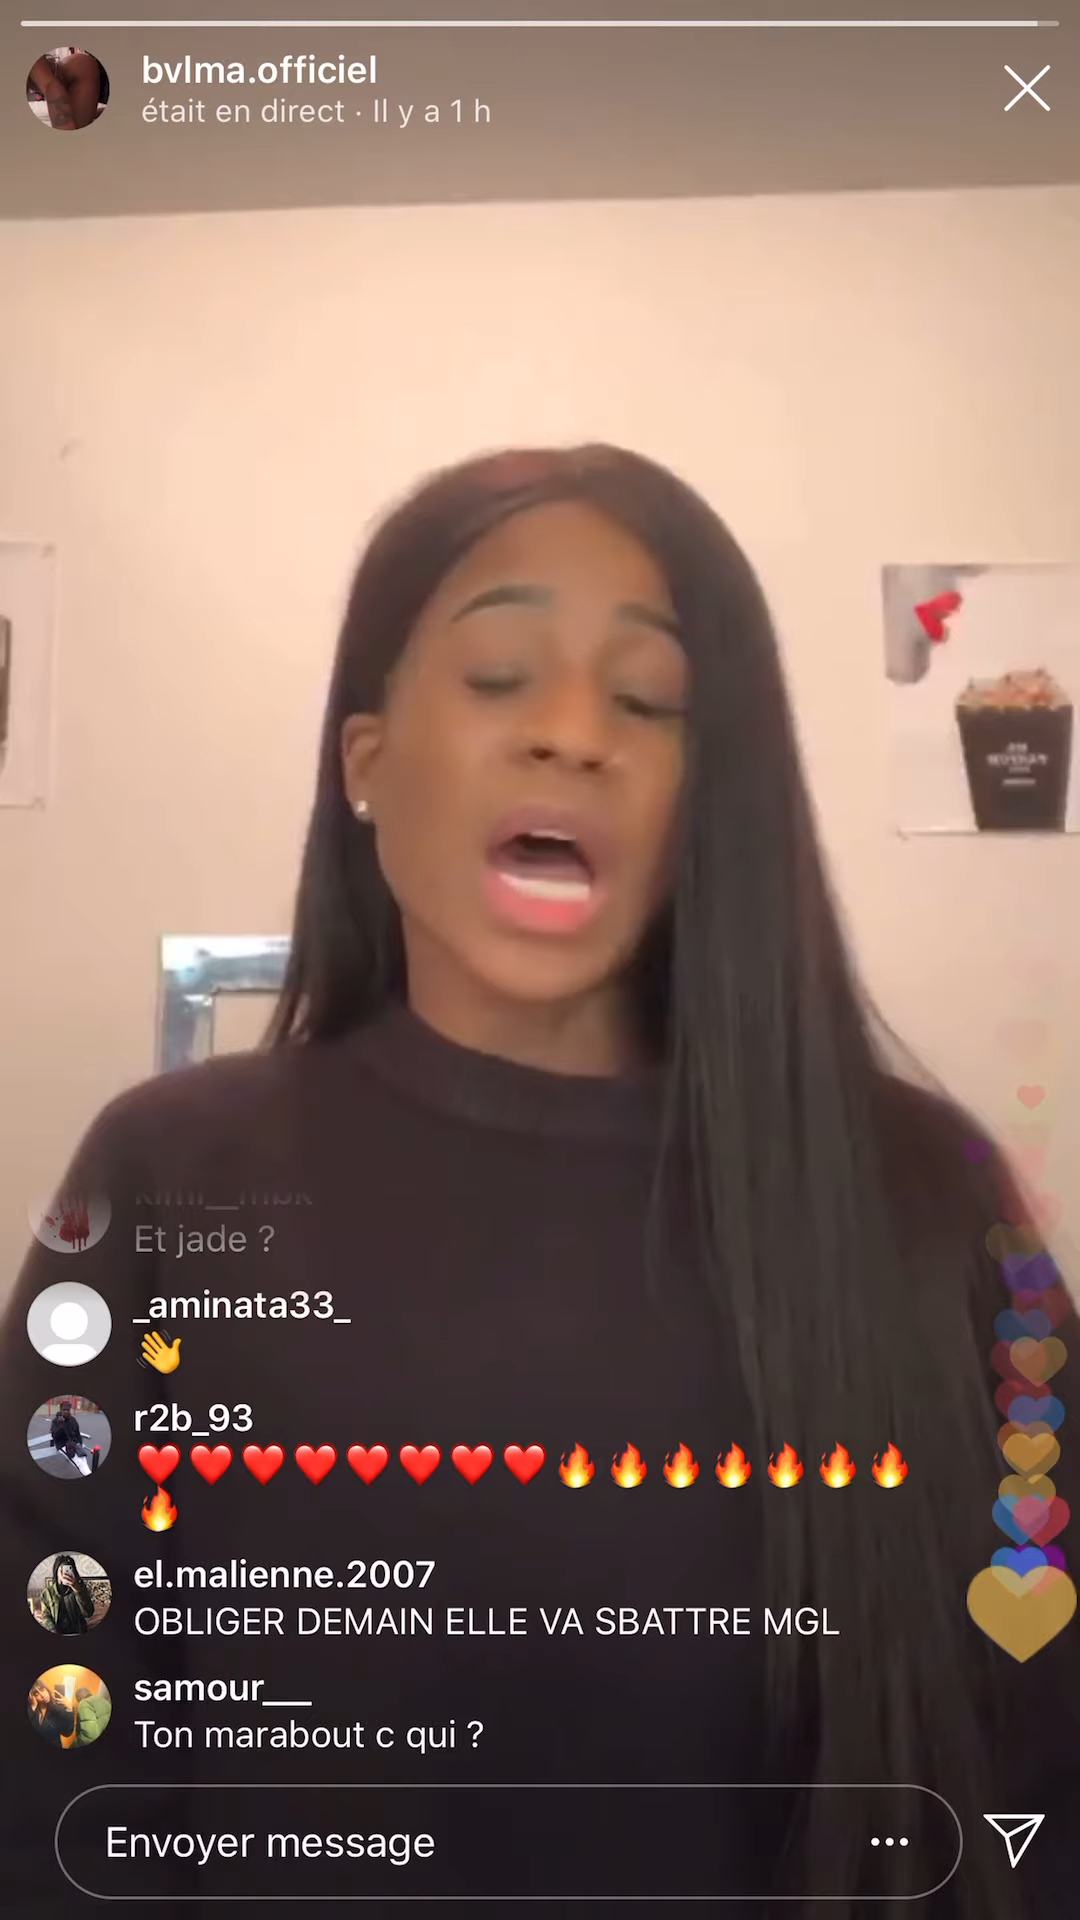 bvlma.officiel
était en direct · Il y a 1 h
kimi__mbk
Et jade ?
_aminata33_
👋
r2b_93
❤️❤️❤️❤️❤️❤️❤️❤️🔥🔥🔥🔥🔥🔥🔥
🔥
el.malienne.2007
OBLIGER DEMAIN ELLE VA SBATTRE MGL
samour___
Ton marabout c qui ?
Envoyer message